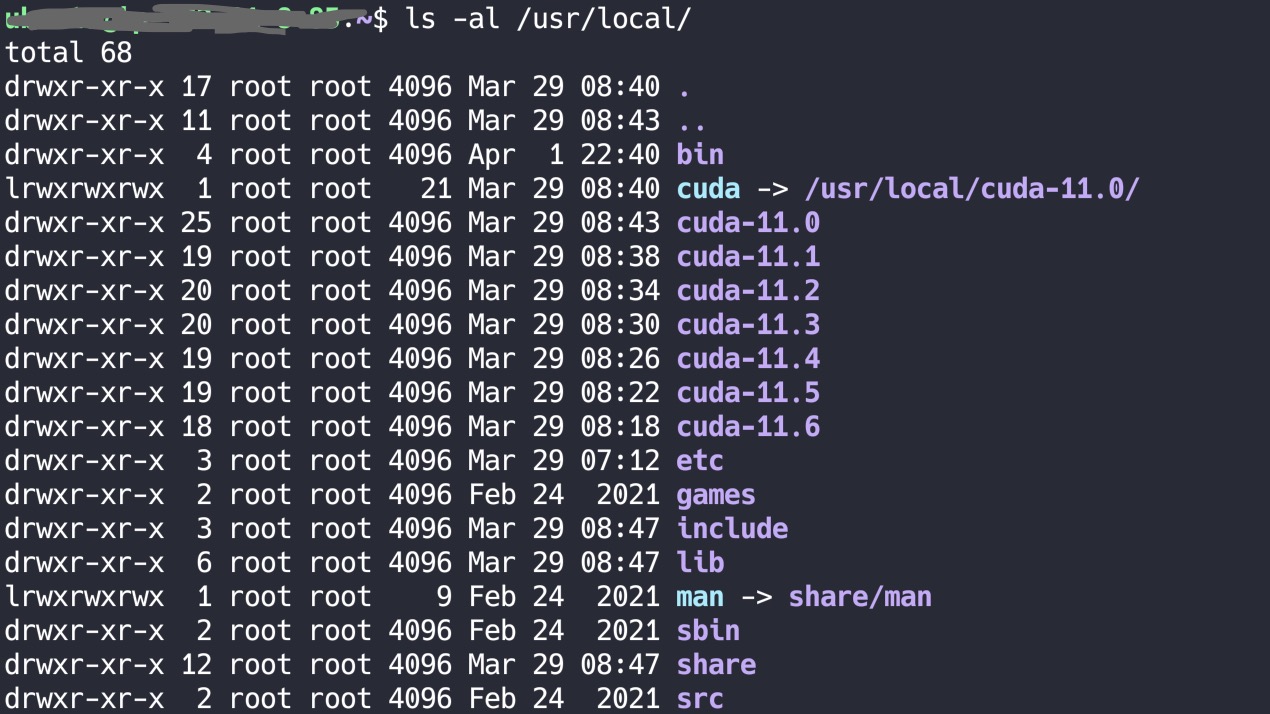 :~$ ls -al /usr/local/
total 68
drwxr-xr-x 17 root root 4096 Mar 29 08:40 .
drwxr-xr-x 11 root root 4096 Mar 29 08:43 ..
drwxr-xr-x  4 root root 4096 Apr  1 22:40 bin
lrwxrwxrwx  1 root root   21 Mar 29 08:40 cuda -> /usr/local/cuda-11.0/
drwxr-xr-x 25 root root 4096 Mar 29 08:43 cuda-11.0
drwxr-xr-x 19 root root 4096 Mar 29 08:38 cuda-11.1
drwxr-xr-x 20 root root 4096 Mar 29 08:34 cuda-11.2
drwxr-xr-x 20 root root 4096 Mar 29 08:30 cuda-11.3
drwxr-xr-x 19 root root 4096 Mar 29 08:26 cuda-11.4
drwxr-xr-x 19 root root 4096 Mar 29 08:22 cuda-11.5
drwxr-xr-x 18 root root 4096 Mar 29 08:18 cuda-11.6
drwxr-xr-x  3 root root 4096 Mar 29 07:12 etc
drwxr-xr-x  2 root root 4096 Feb 24  2021 games
drwxr-xr-x  3 root root 4096 Mar 29 08:47 include
drwxr-xr-x  6 root root 4096 Mar 29 08:47 lib
lrwxrwxrwx  1 root root    9 Feb 24  2021 man -> share/man
drwxr-xr-x  2 root root 4096 Feb 24  2021 sbin
drwxr-xr-x 12 root root 4096 Mar 29 08:47 share
drwxr-xr-x  2 root root 4096 Feb 24  2021 src